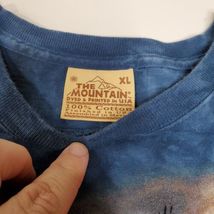 XL
THE
MOUNTAIN
DYED & PRINTED IN USA
100% Cotton